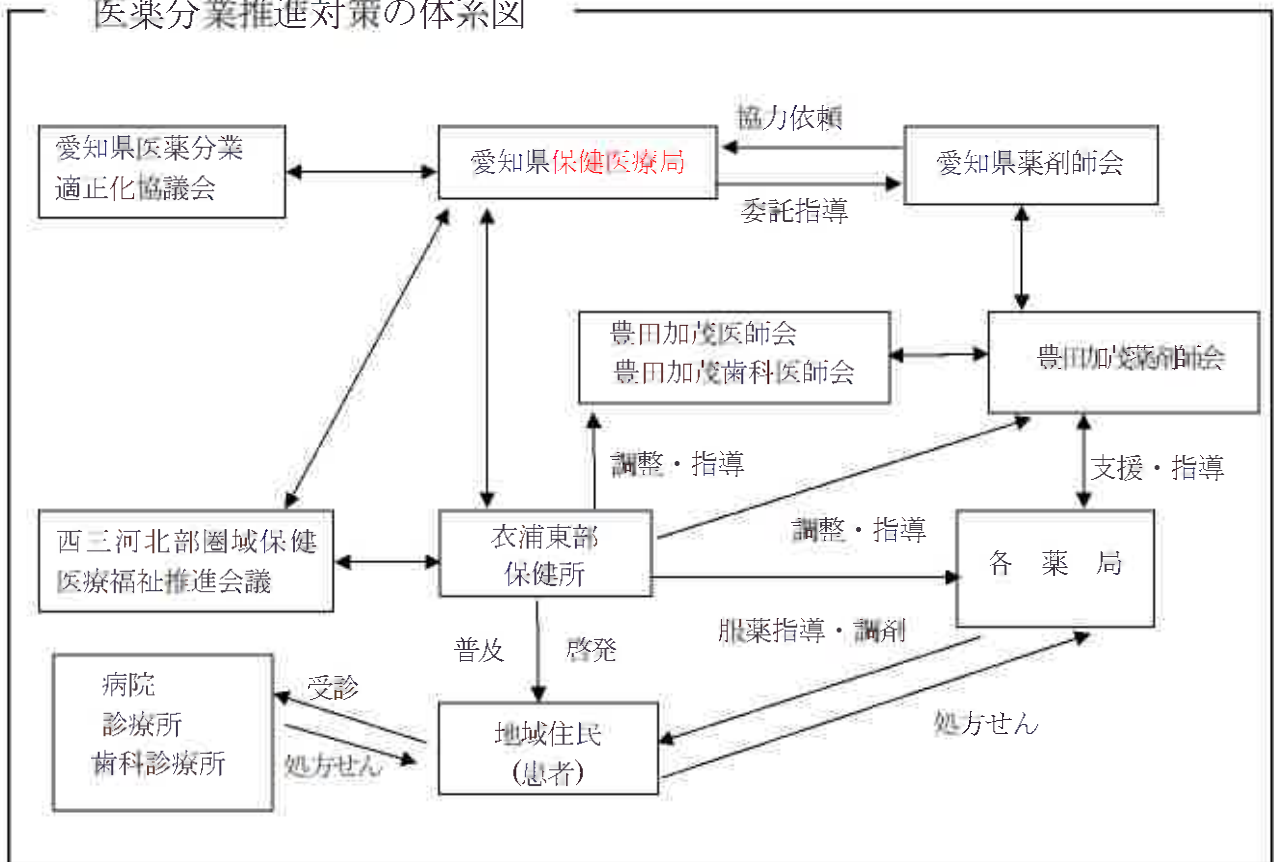 医薬分業推進対策の体系図
協力依頼
愛知県医薬分業
適正化協議会
愛知県保健医療局
愛知県薬剤師会
委託指導
豊田加茂医師会
豊田加茂歯科医師会
豊田加茂薬剤師会
調整・指導
支援・指導
西三河北部圏域保健
医療福祉推進会議
衣浦東部
保健所
調整・指導
各 薬 局
普及 啓発
服薬指導・調剤
病院
診療所
歯科診療所
受診
処方せん
地域住民
(患者)
処方せん